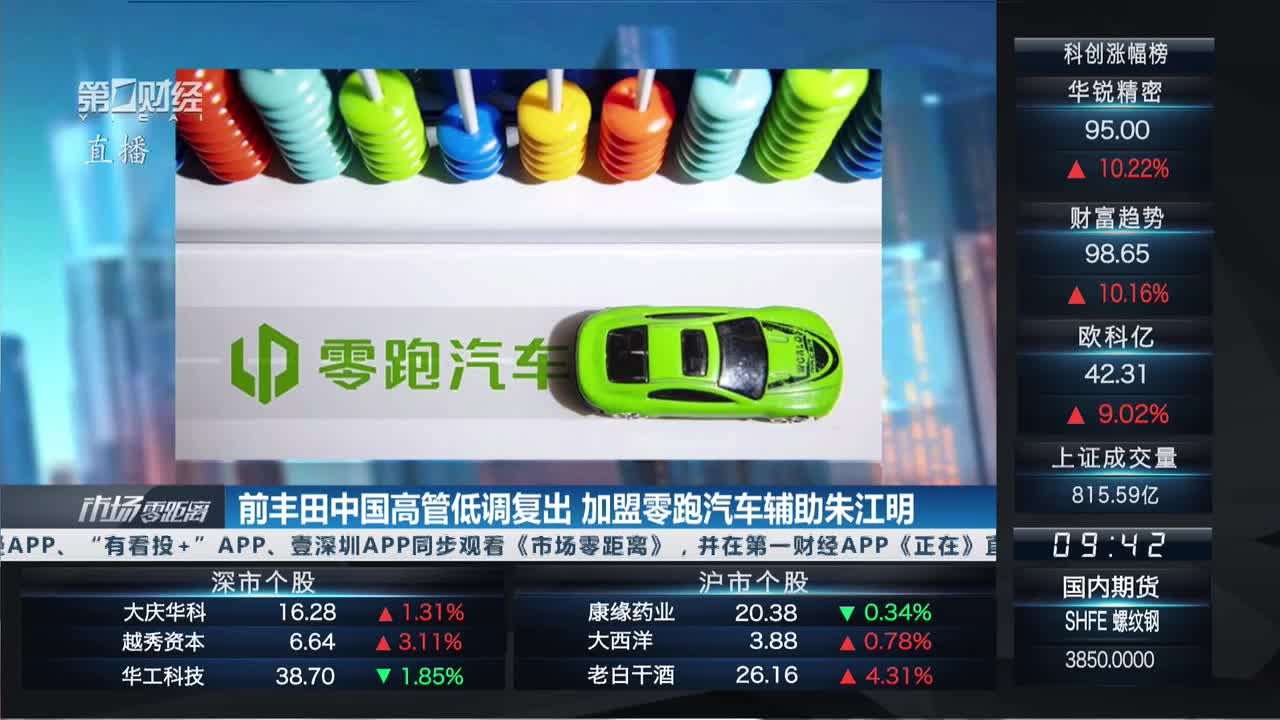 第一财经
YICAI
直播
零跑汽车
WORLD
市场零距离
前丰田中国高管低调复出 加盟零跑汽车辅助朱江明
APP、“有看投+”APP、壹深圳APP同步观看《市场零距离》，并在第一财经APP《正在》
深市个股
大庆华科 16.28 ▲ 1.31%
越秀资本 6.64 ▲ 3.11%
华工科技 38.70 ▼ 1.85%
沪市个股
康缘药业 20.38 ▼ 0.34%
大西洋 3.88 ▲ 0.78%
老白干酒 26.16 ▲ 4.31%
科创涨幅榜
华锐精密
95.00
▲ 10.22%
财富趋势
98.65
▲ 10.16%
欧科亿
42.31
▲ 9.02%
上证成交量
815.59亿
09:42
国内期货
SHFE 螺纹钢
3850.0000